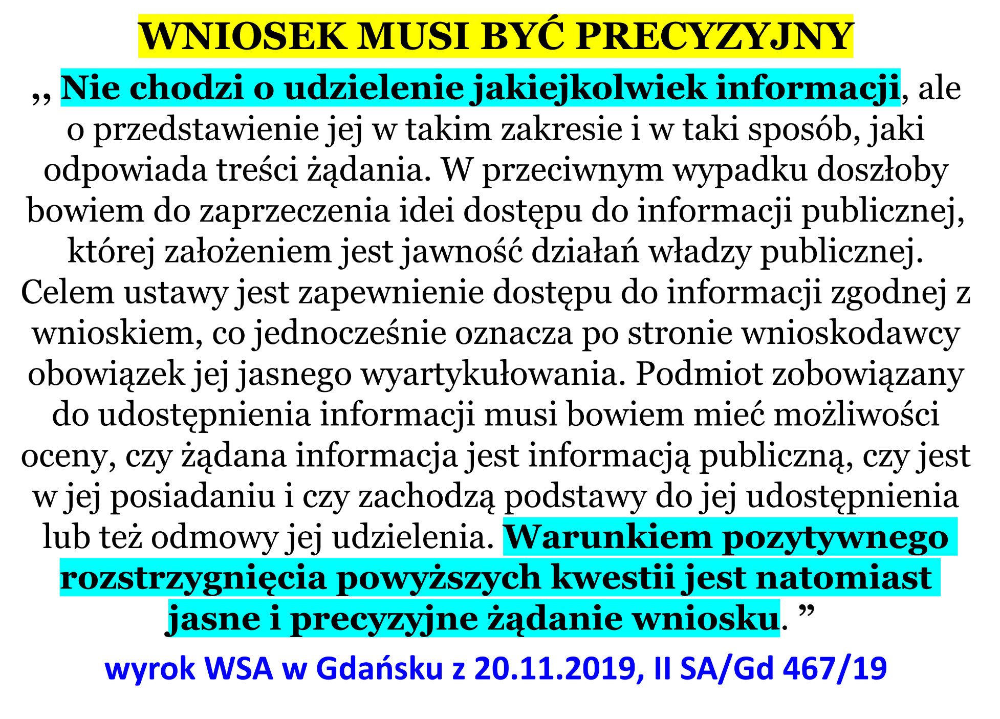 WNIOSEK MUSI BYĆ PRECYZYJNY
,, Nie chodzi o udzielenie jakiejkolwiek informacji, ale
o przedstawienie jej w takim zakresie i w taki sposób, jaki
odpowiada treści żądania. W przeciwnym wypadku doszłoby
bowiem do zaprzeczenia idei dostępu do informacji publicznej,
której założeniem jest jawność działań władzy publicznej.
Celem ustawy jest zapewnienie dostępu do informacji zgodnej z
wnioskiem, co jednocześnie oznacza po stronie wnioskodawcy
obowiązek jej jasnego wyartykułowania. Podmiot zobowiązany
do udostępnienia informacji musi bowiem mieć możliwości
oceny, czy żądana informacja jest informacją publiczną, czy jest
w jej posiadaniu i czy zachodzą podstawy do jej udostępnienia
lub też odmowy jej udzielenia. Warunkiem pozytywnego
rozstrzygnięcia powyższych kwestii jest natomiast
jasne i precyzyjne żądanie wniosku. ”
wyrok WSA w Gdańsku z 20.11.2019, II SA/Gd 467/19